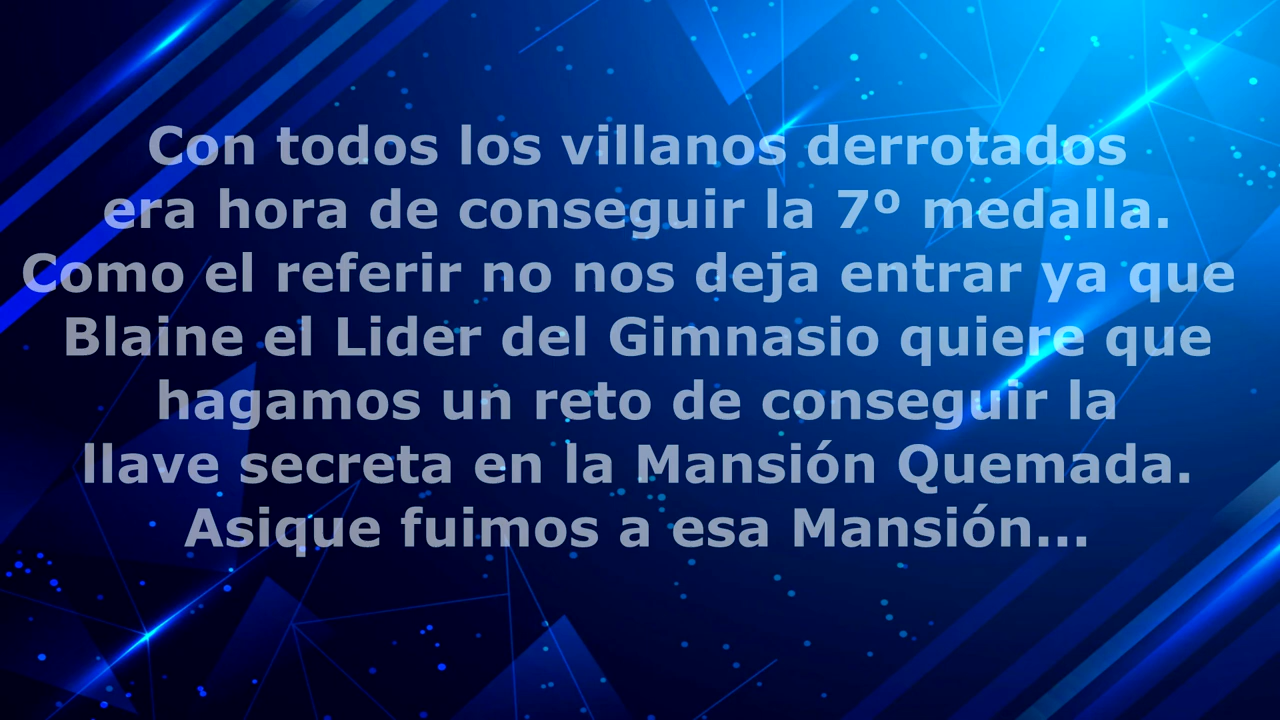 Con todos los villanos derrotados
era hora de conseguir la 7º medalla.
Como el referir no nos deja entrar ya que
Blaine el Lider del Gimnasio quiere que
hagamos un reto de conseguir la
llave secreta en la Mansión Quemada.
Asique fuimos a esa Mansión...